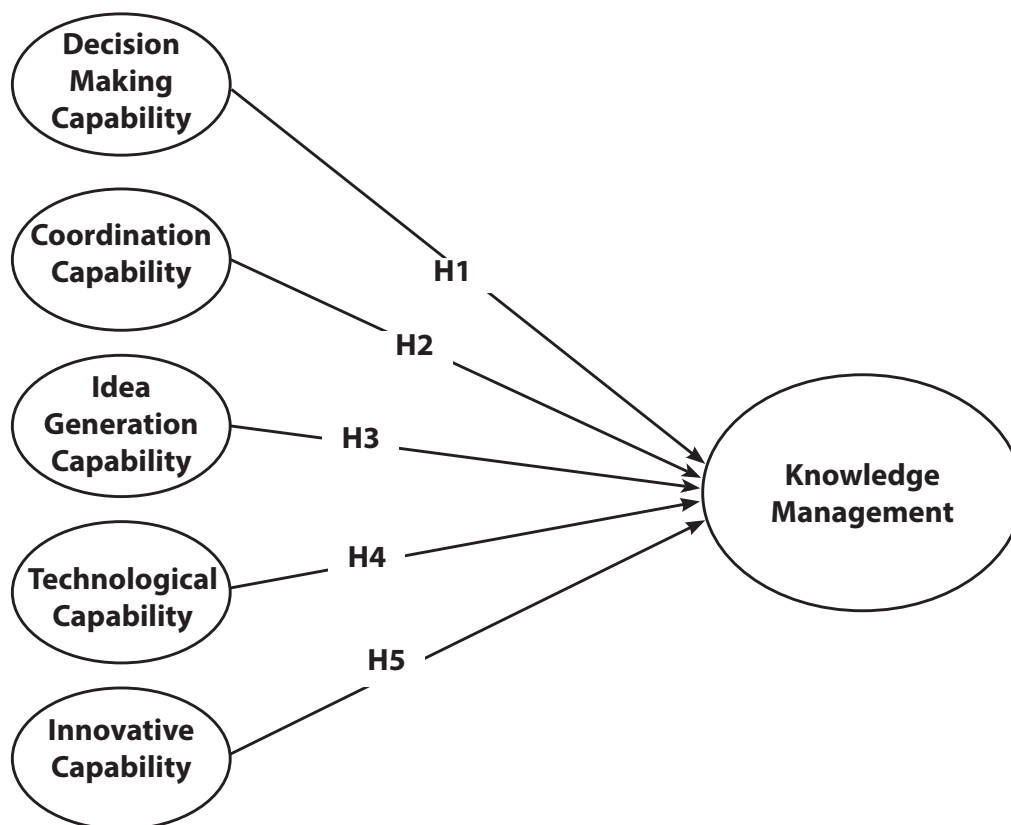 Decision
Making
Capability
H1
Coordination
Capability
H2
Idea
Generation
Capability
H3
Knowledge
Management
Technological
Capability
H4
Innovative
Capability
H5